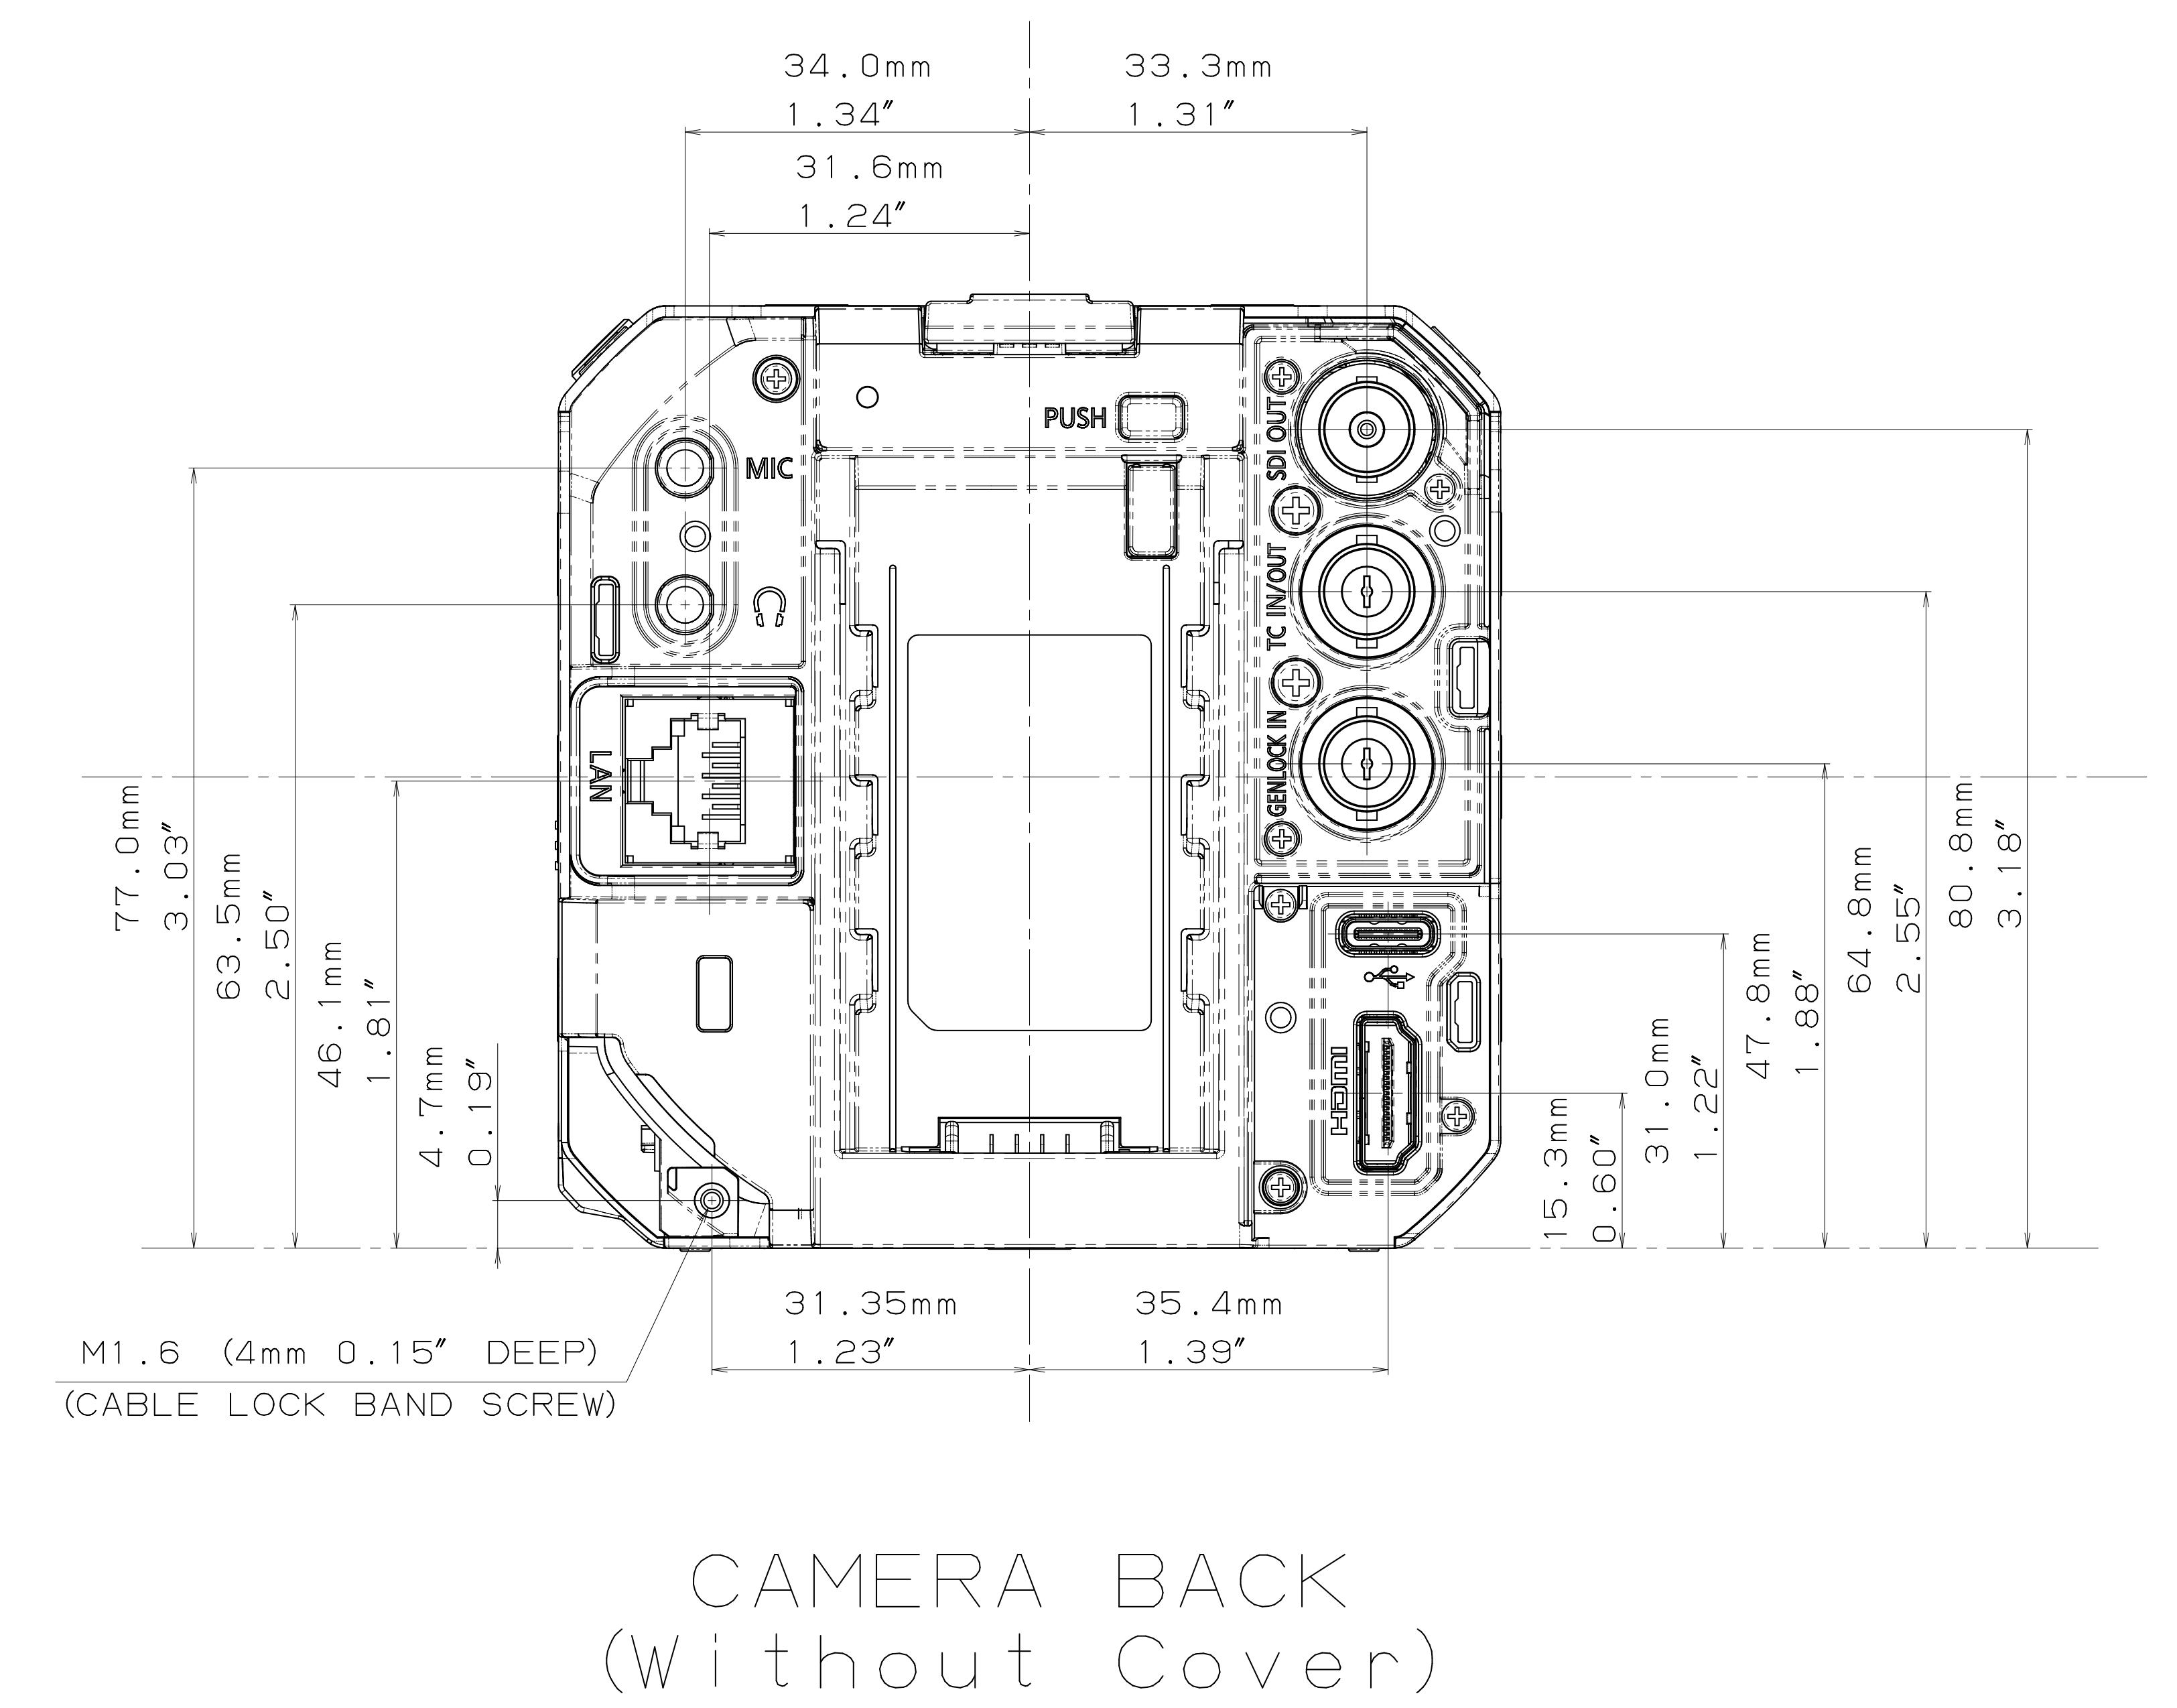 34.0mm
1.34″
33.3mm
1.31″
31.6mm
1.24″
PUSH
MIC
SDI OUT
TC IN/OUT
GENLOCK IN
LAN
HDMI
77.0mm
3.03″
63.5mm
2.50″
46.1mm
1.81″
4.7mm
0.19″
15.3mm
0.60″
31.0mm
1.22″
47.8mm
1.88″
64.8mm
2.55″
80.8mm
3.18″
31.35mm
1.23″
35.4mm
1.39″
M1.6 (4mm 0.15″ DEEP)
(CABLE LOCK BAND SCREW)
CAMERA BACK
(Without Cover)